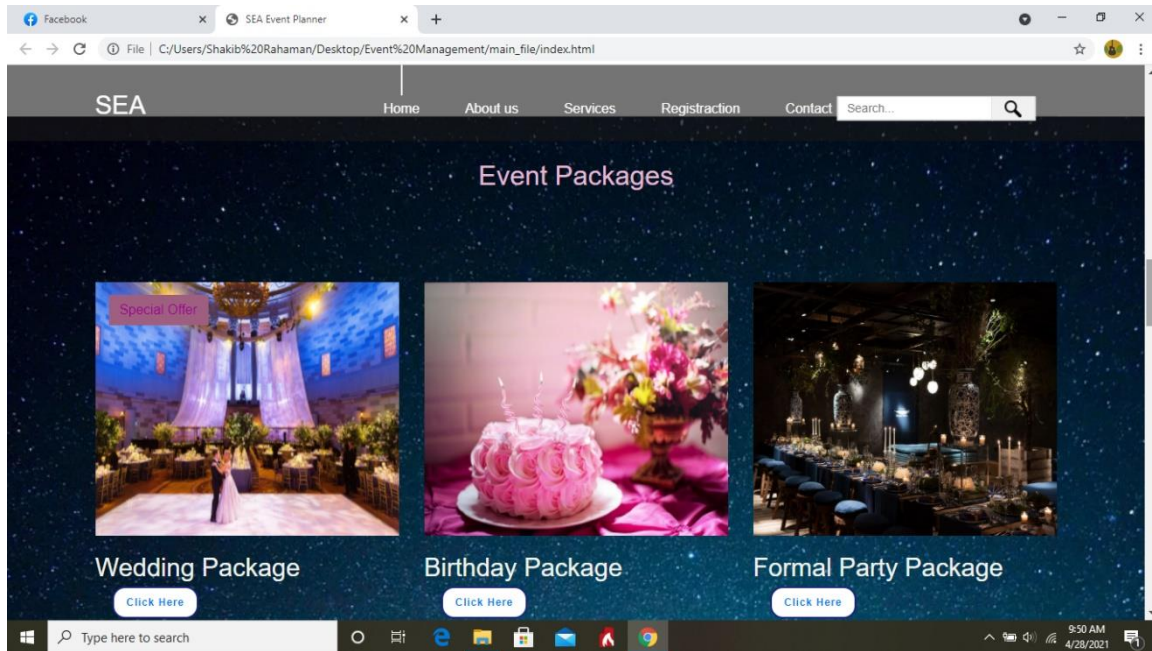 Facebook
SEA Event Planner
File | C:/Users/Shakib%20Rahaman/Desktop/Event%20Management/main_file/index.html
SEA
Home About us Services Registraction Contact Search...
Event Packages
Special Offer
Wedding Package Birthday Package Formal Party Package
Click Here Click Here Click Here
Type here to search
9:50 AM
4/28/2021
1